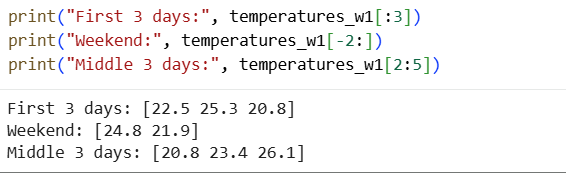 print("First 3 days:", temperatures_w1[:3])
print("Weekend:", temperatures_w1[-2:])
print("Middle 3 days:", temperatures_w1[2:5])
First 3 days: [22.5 25.3 20.8]
Weekend: [24.8 21.9]
Middle 3 days: [20.8 23.4 26.1]